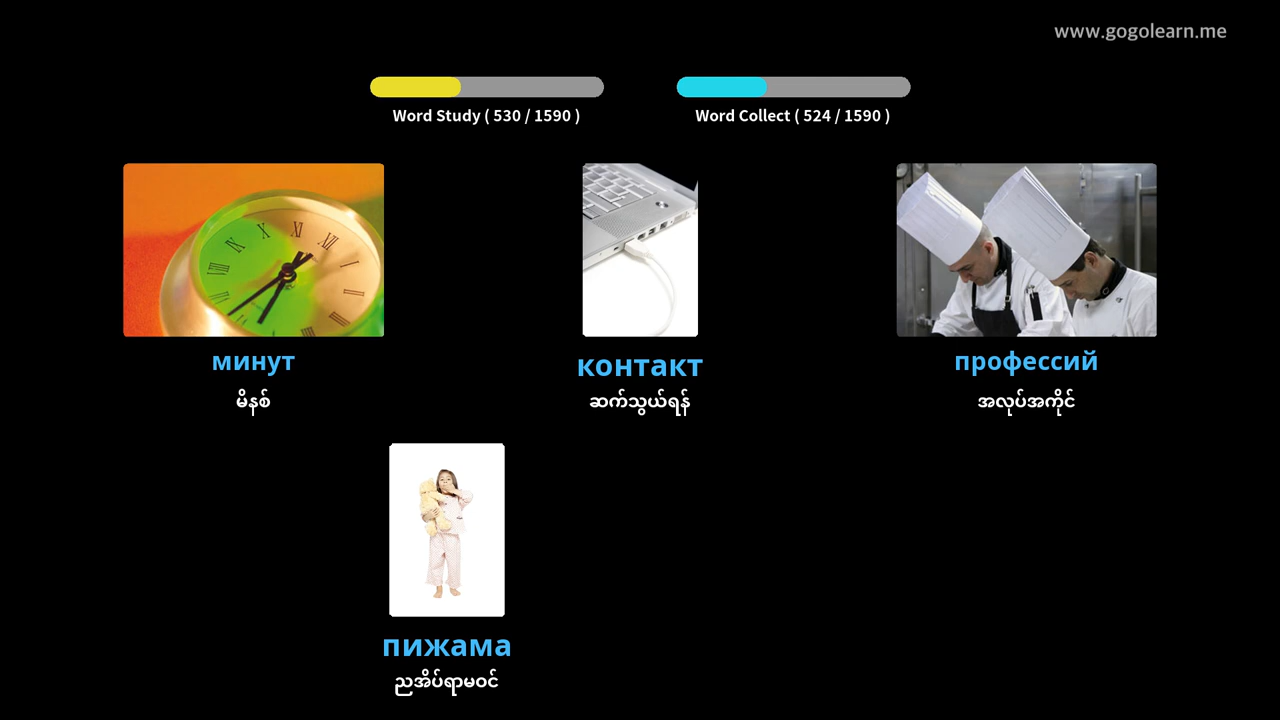 www.gogolearn.me
Word Study ( 530 / 1590 )
Word Collect ( 524 / 1590 )
минут
контакт
профессий
မိနစ်
ဆက်သွယ်ရန်
အလုပ်အကိုင်
пижама
ညအိပ်ရာမဝင်